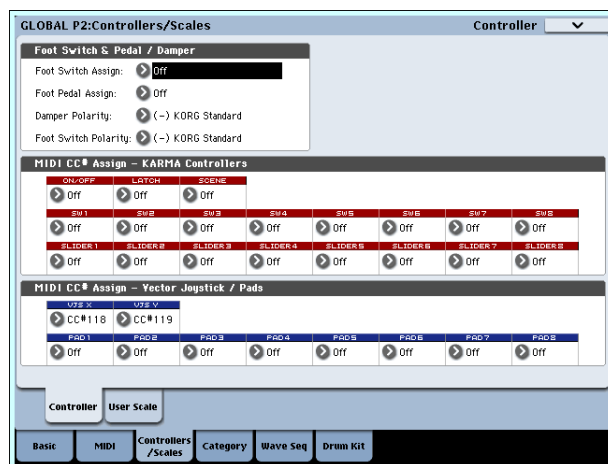 GLOBAL P2:Controllers/Scales Controller
Foot Switch & Pedal / Damper
Foot Switch Assign: Off
Foot Pedal Assign: Off
Damper Polarity: (-) KORG Standard
Foot Switch Polarity: (-) KORG Standard
MIDI CC# Assign - KARMA Controllers
ON/OFF LATCH SCENE
Off Off Off
SW1 SW2 SW3 SW4 SW5 SW6 SW7 SW8
Off Off Off Off Off Off Off Off
SLIDER1 SLIDER2 SLIDER3 SLIDER4 SLIDER5 SLIDER6 SLIDER7 SLIDER8
Off Off Off Off Off Off Off Off
MIDI CC# Assign - Vector Joystick / Pads
VJS X VJS Y
CC#118 CC#119
PAD1 PAD2 PAD3 PAD4 PAD5 PAD6 PAD7 PAD8
Off Off Off Off Off Off Off Off
Controller User Scale
Basic MIDI Controllers /Scales Category Wave Seq Drum Kit